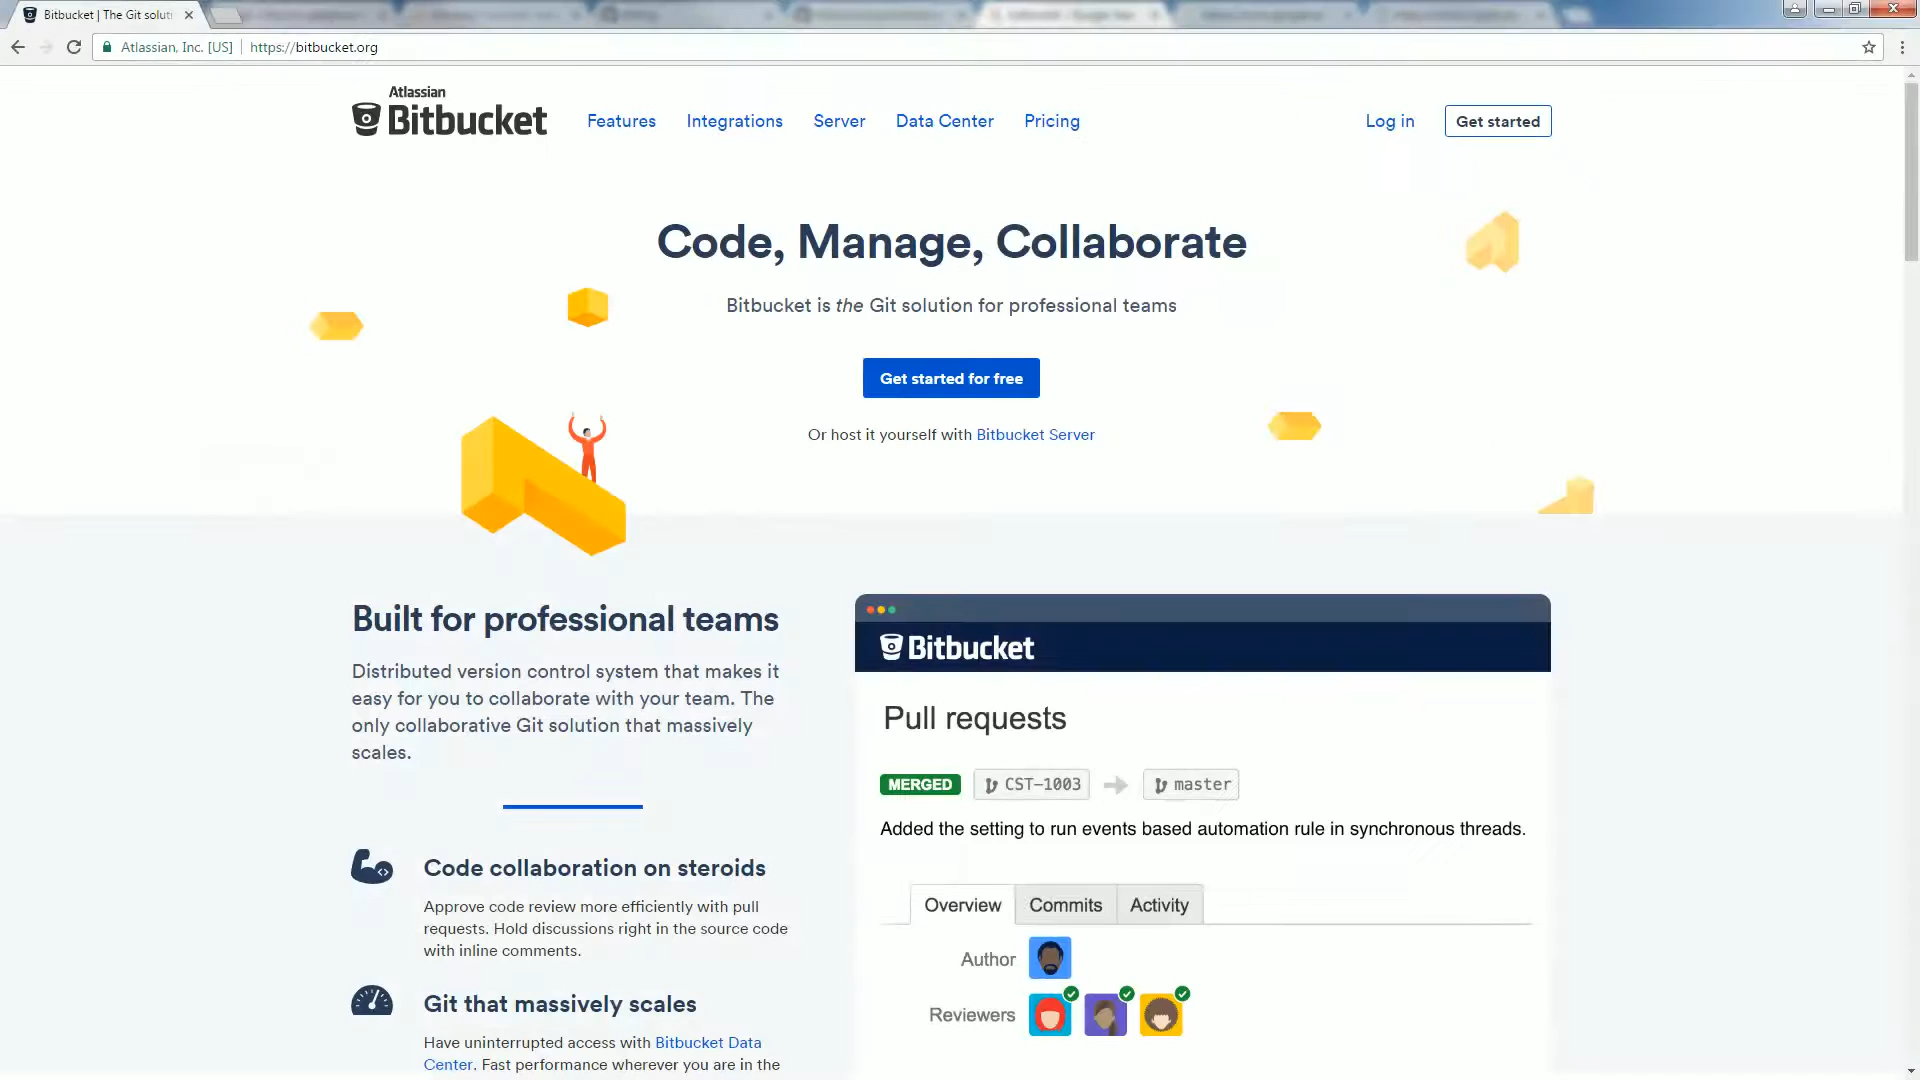 Bitbucket | The Git soluti
Atlassian, Inc. [US] https://bitbucket.org
Atlassian
Bitbucket
Features Integrations Server Data Center Pricing Log in Get started
Code, Manage, Collaborate
Bitbucket is the Git solution for professional teams
Get started for free
Or host it yourself with Bitbucket Server
Built for professional teams
Distributed version control system that makes it
easy for you to collaborate with your team. The
only collaborative Git solution that massively
scales.
Code collaboration on steroids
Approve code review more efficiently with pull
requests. Hold discussions right in the source code
with inline comments.
Git that massively scales
Have uninterrupted access with Bitbucket Data
Center. Fast performance wherever you are in the
Bitbucket
Pull requests
MERGED CST-1003 master
Added the setting to run events based automation rule in synchronous threads.
Overview Commits Activity
Author
Reviewers